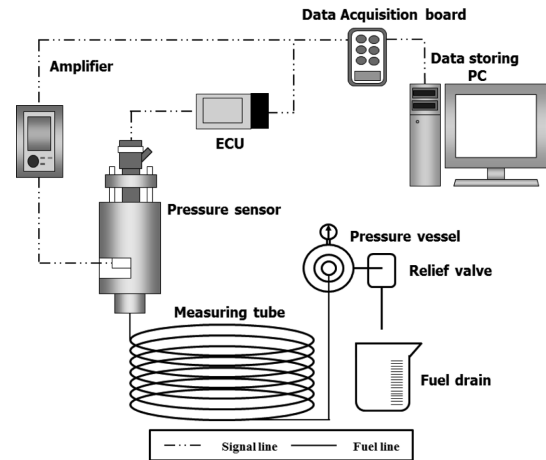 Data Acquisition board
Data storing
PC
Amplifier
ECU
Pressure sensor
Pressure vessel
Relief valve
Measuring tube
Fuel drain
Signal line
Fuel line